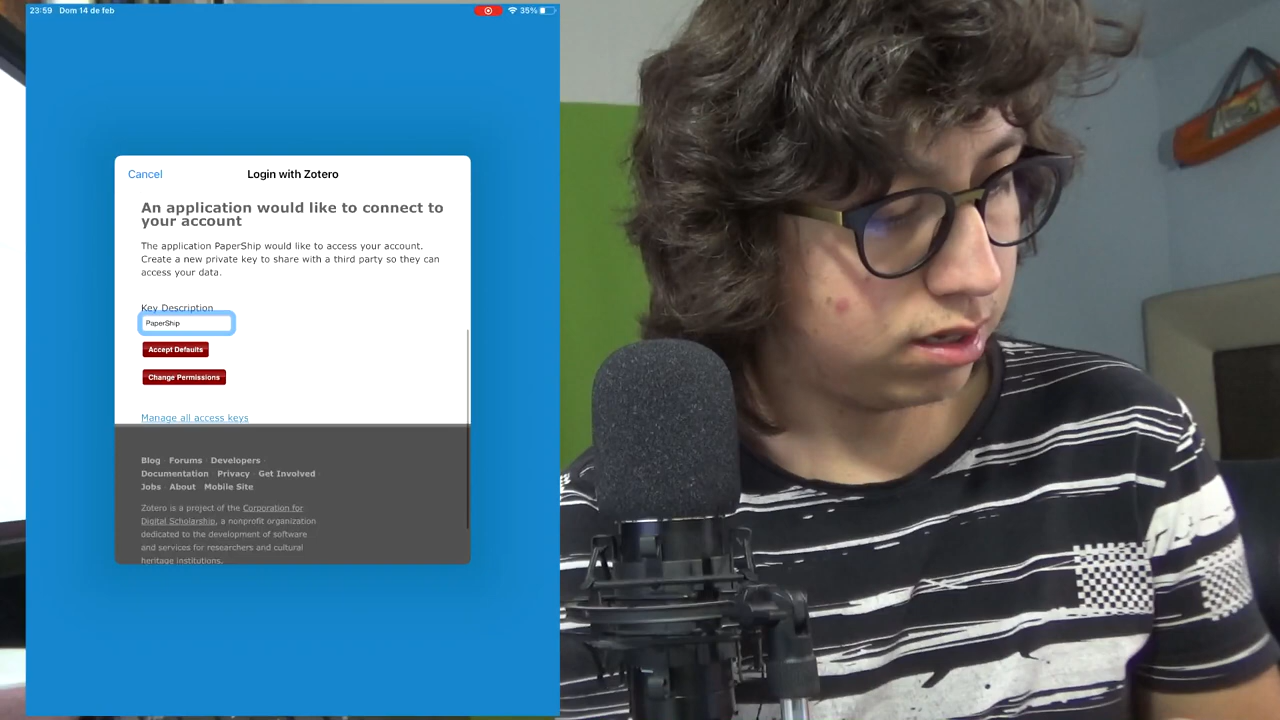 23:59 Dom 14 de feb
35%
Cancel
Login with Zotero
An application would like to connect to
your account
The application PaperShip would like to access your account.
Create a new private key to share with a third party so they can
access your data.
Key Description
PaperShip
Accept Defaults
Change Permissions
Manage all access keys
Blog Forums Developers
Documentation Privacy Get Involved
Jobs About Mobile Site
Zotero is a project of the Corporation for
Digital Scholarship, a nonprofit organization
dedicated to the development of software
and services for researchers and cultural
heritage institutions.